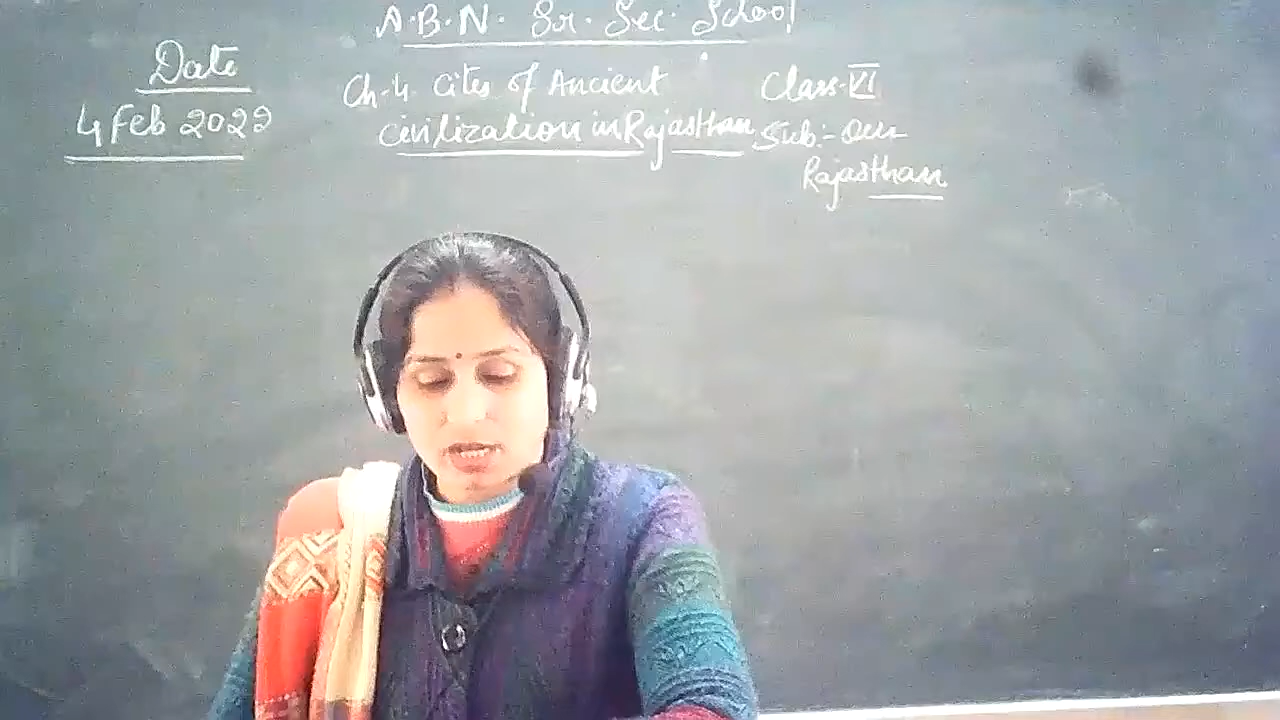 A.B.N. Sr. Sec. School
Date
4 Feb 2022
Ch-4 Cites of Ancient
Civilization in Rajasthan
Class-VI
Sub:- Our
Rajasthan